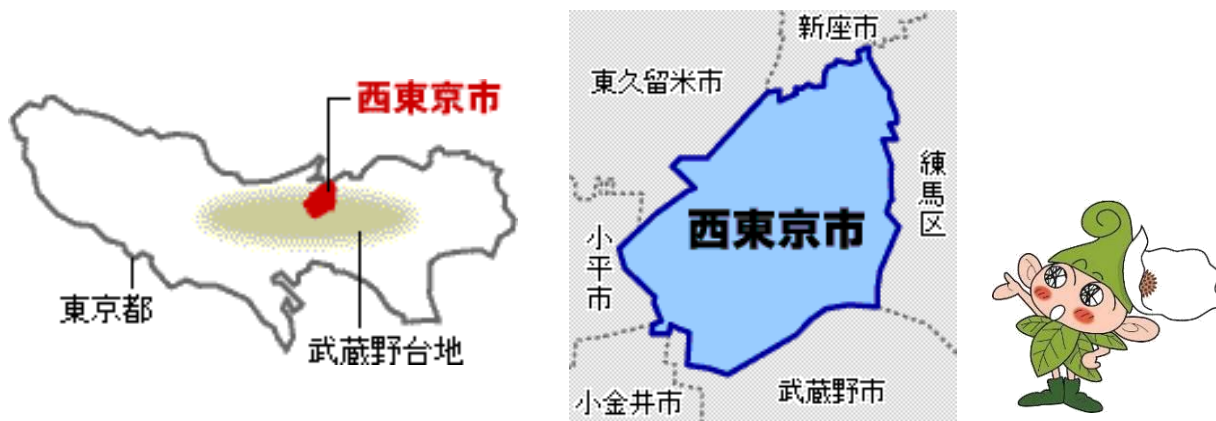 西東京市
東京都
武蔵野台地
新座市
東久留米市
練馬区
西東京市
小平市
小金井市
武蔵野市